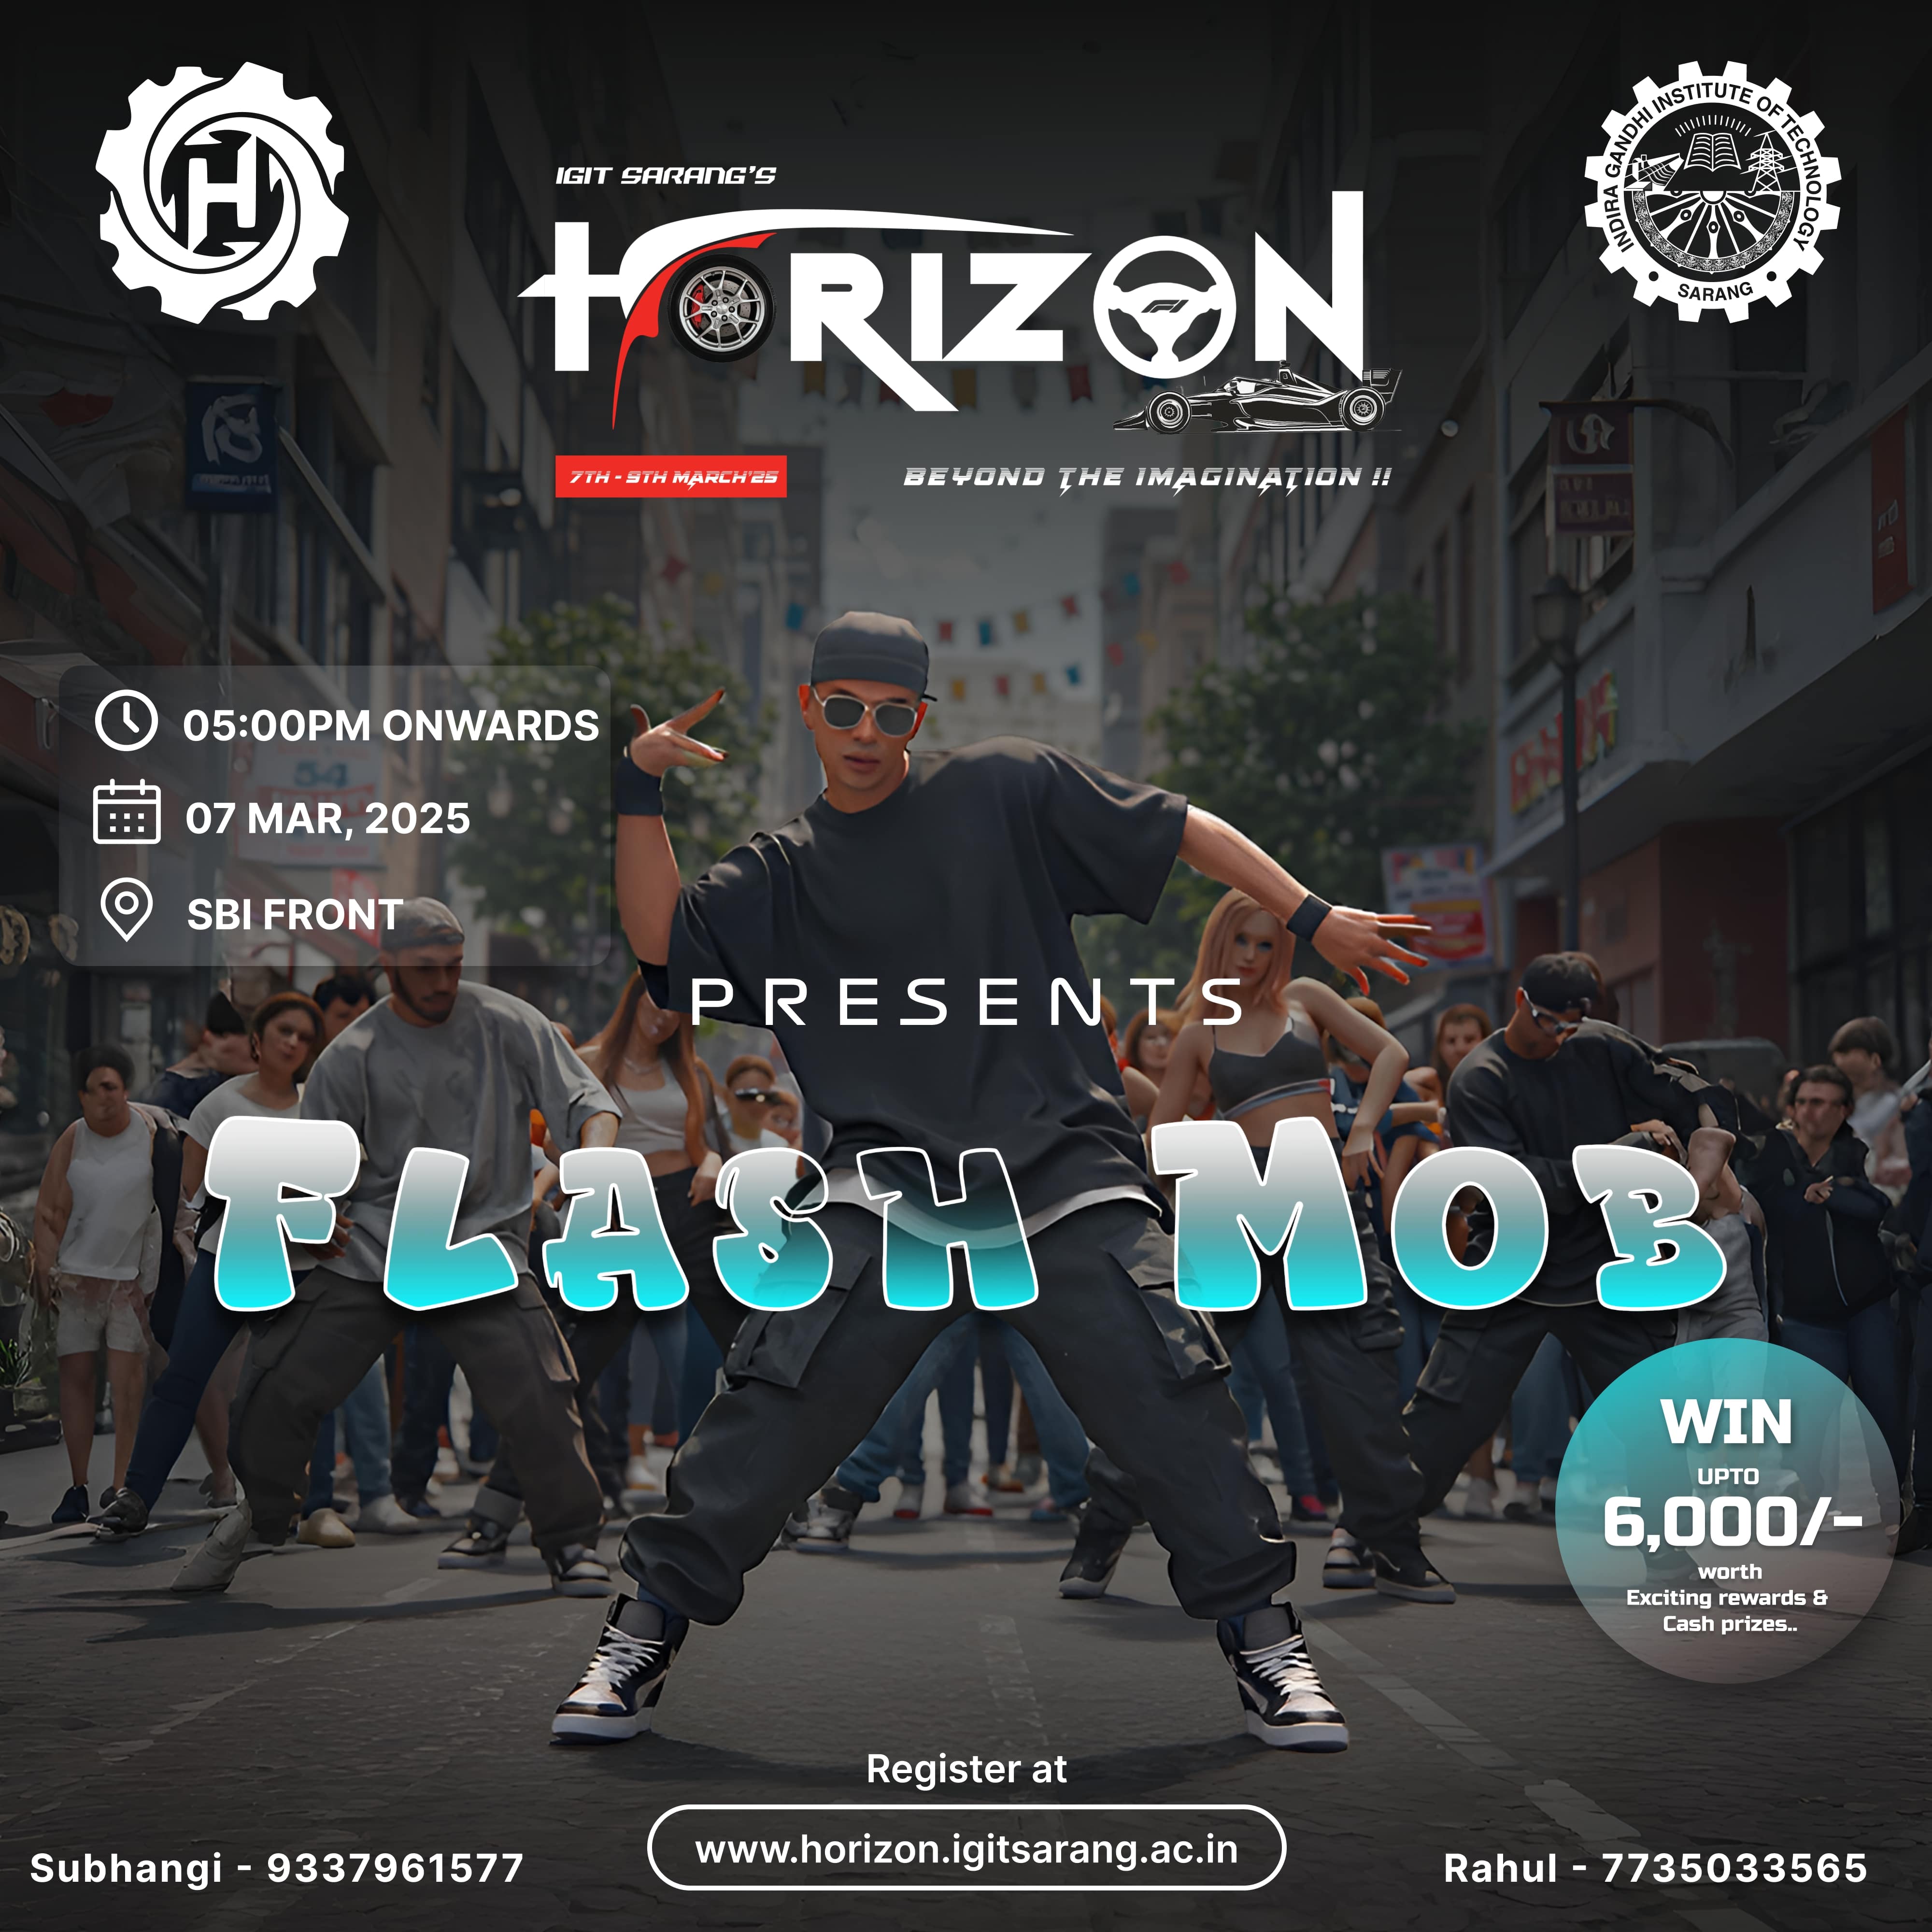 H
INDIRA GANDHI INSTITUTE OF TECHNOLOGY
SARANG
IGIT SARANG'S
HORIZON
7TH - 9TH MARCH'25
BEYOND THE IMAGINATION !!
05:00PM ONWARDS
07 MAR, 2025
SBI FRONT
54
PRESENTS
FLASH MOB
WIN
UPTO
6,000/-
worth
Exciting rewards &
Cash prizes..
Register at
www.horizon.igitsarang.ac.in
Subhangi - 9337961577
Rahul - 7735033565